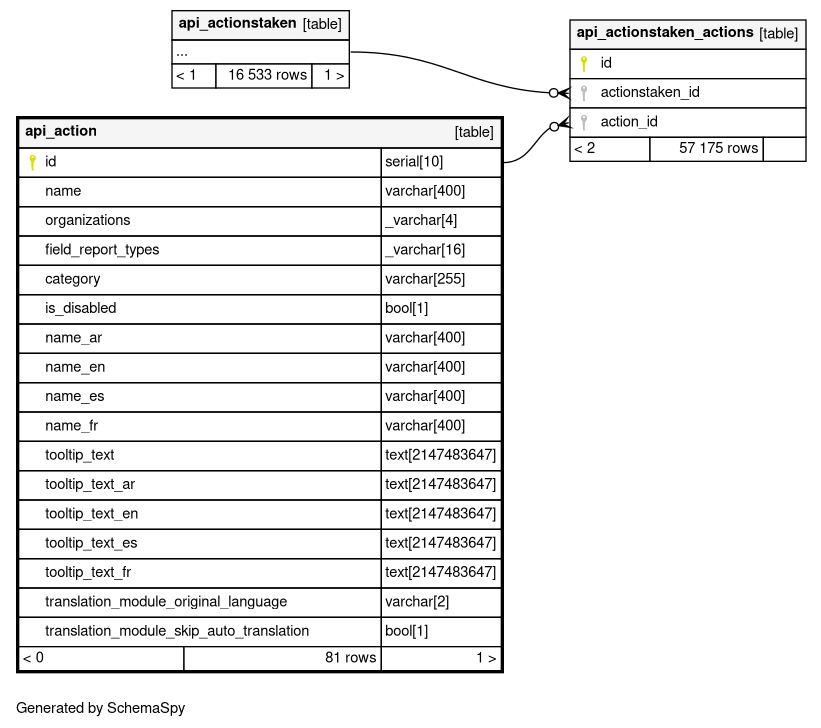 api_actionstaken [table]
...
< 1 16 533 rows 1 >
api_actionstaken_actions [table]
id
actionstaken_id
action_id
< 2 57 175 rows
api_action [table]
id serial[10]
name varchar[400]
organizations _varchar[4]
field_report_types _varchar[16]
category varchar[255]
is_disabled bool[1]
name_ar varchar[400]
name_en varchar[400]
name_es varchar[400]
name_fr varchar[400]
tooltip_text text[2147483647]
tooltip_text_ar text[2147483647]
tooltip_text_en text[2147483647]
tooltip_text_es text[2147483647]
tooltip_text_fr text[2147483647]
translation_module_original_language varchar[2]
translation_module_skip_auto_translation bool[1]
< 0 81 rows 1 >
Generated by SchemaSpy